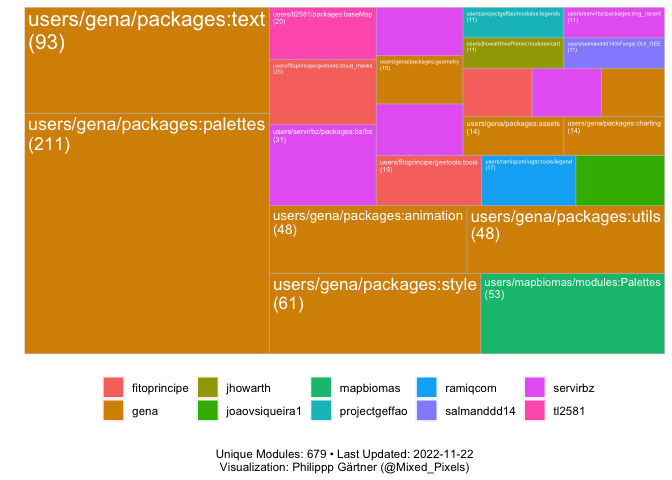 users/gena/packages:text
(93)
users/gena/packages:palettes
(211)
users/tl2581/packages:baseMap
(20)
users/fitoprincipe/geetools:cloud_masks
(25)
users/servirbz/packages:bz/bz
(31)
users/gena/packages:geometry
(15)
users/fitoprincipe/geetools:tools
(19)
users/projectgeffao/modules:legends
(11)
users/servirbz/packages:img_recent
(11)
users/jhowarth/eePrimer:modules/cart
(11)
users/salmanddd14/AFungsi:GUI_GEE
(11)
users/gena/packages:assets
(14)
users/gena/packages:charting
(14)
users/ramiqcom/ugm:tools/legend
(17)
users/gena/packages:animation
(48)
users/gena/packages:utils
(48)
users/gena/packages:style
(61)
users/mapbiomas/modules:Palettes
(53)
fitoprincipe
jhowarth
mapbiomas
ramiqcom
servirbz
gena
joaovsiqueira1
projectgeffao
salmanddd14
tl2581
Unique Modules: 679 • Last Updated: 2022-11-22
Visualization: Philippp Gärtner (@Mixed_Pixels)